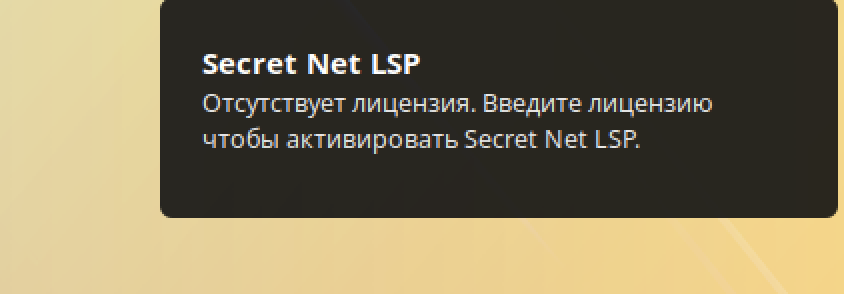 Secret Net LSP
Отсутствует лицензия. Введите лицензию
чтобы активировать Secret Net LSP.